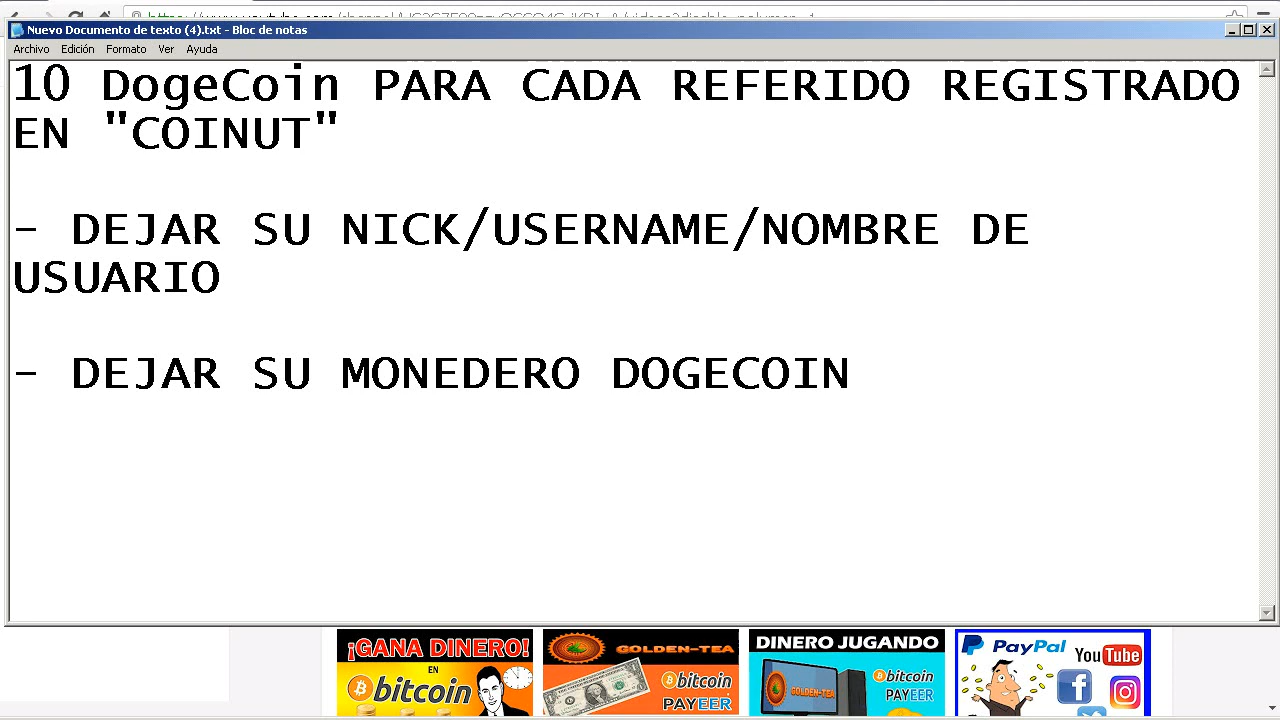 Nuevo Documento de texto (4).txt - Bloc de notas
Archivo Edición Formato Ver Ayuda
10 DogeCoin PARA CADA REFERIDO REGISTRADO
EN "COINUT"
- DEJAR SU NICK/USERNAME/NOMBRE DE
USUARIO
- DEJAR SU MONEDERO DOGECOIN
¡GANA DINERO!
EN
bitcoin
GOLDEN-TEA
bitcoin
PAYEER
DINERO JUGANDO
GOLDEN-TEA
bitcoin
PAYEER
PayPal
YouTube